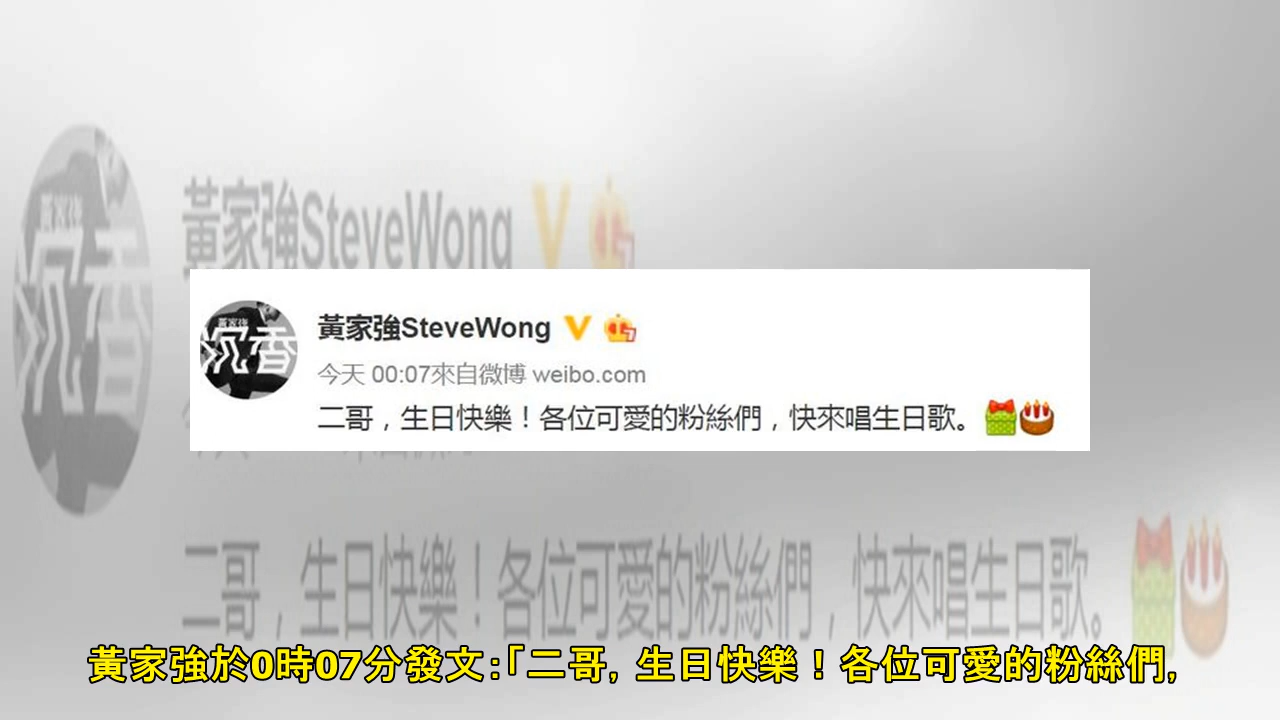 黃家強SteveWong
黃家強
沉香
黃家強SteveWong
今天 00:07來自微博 weibo.com
二哥，生日快樂！各位可愛的粉絲們，快來唱生日歌。
二哥，生日快樂！各位可愛的粉絲們，快來唱生日歌。
黃家強於0時07分發文:「二哥, 生日快樂！各位可愛的粉絲們,